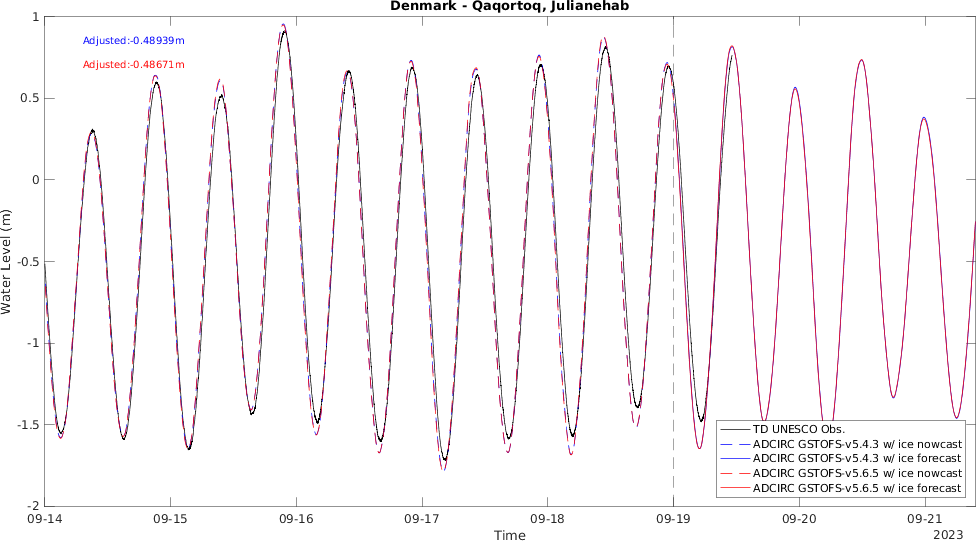 Denmark - Qaqortoq, Julianehab
Adjusted:-0.48939m
Adjusted:-0.48671m
Water Level (m)
1
0.5
0
-0.5
-1
-1.5
-2
TD UNESCO Obs.
ADCIRC GSTOFS-v5.4.3 w/ ice nowcast
ADCIRC GSTOFS-v5.4.3 w/ ice forecast
ADCIRC GSTOFS-v5.6.5 w/ ice nowcast
ADCIRC GSTOFS-v5.6.5 w/ ice forecast
09-14 09-15 09-16 09-17 09-18 09-19 09-20 09-21
Time
2023